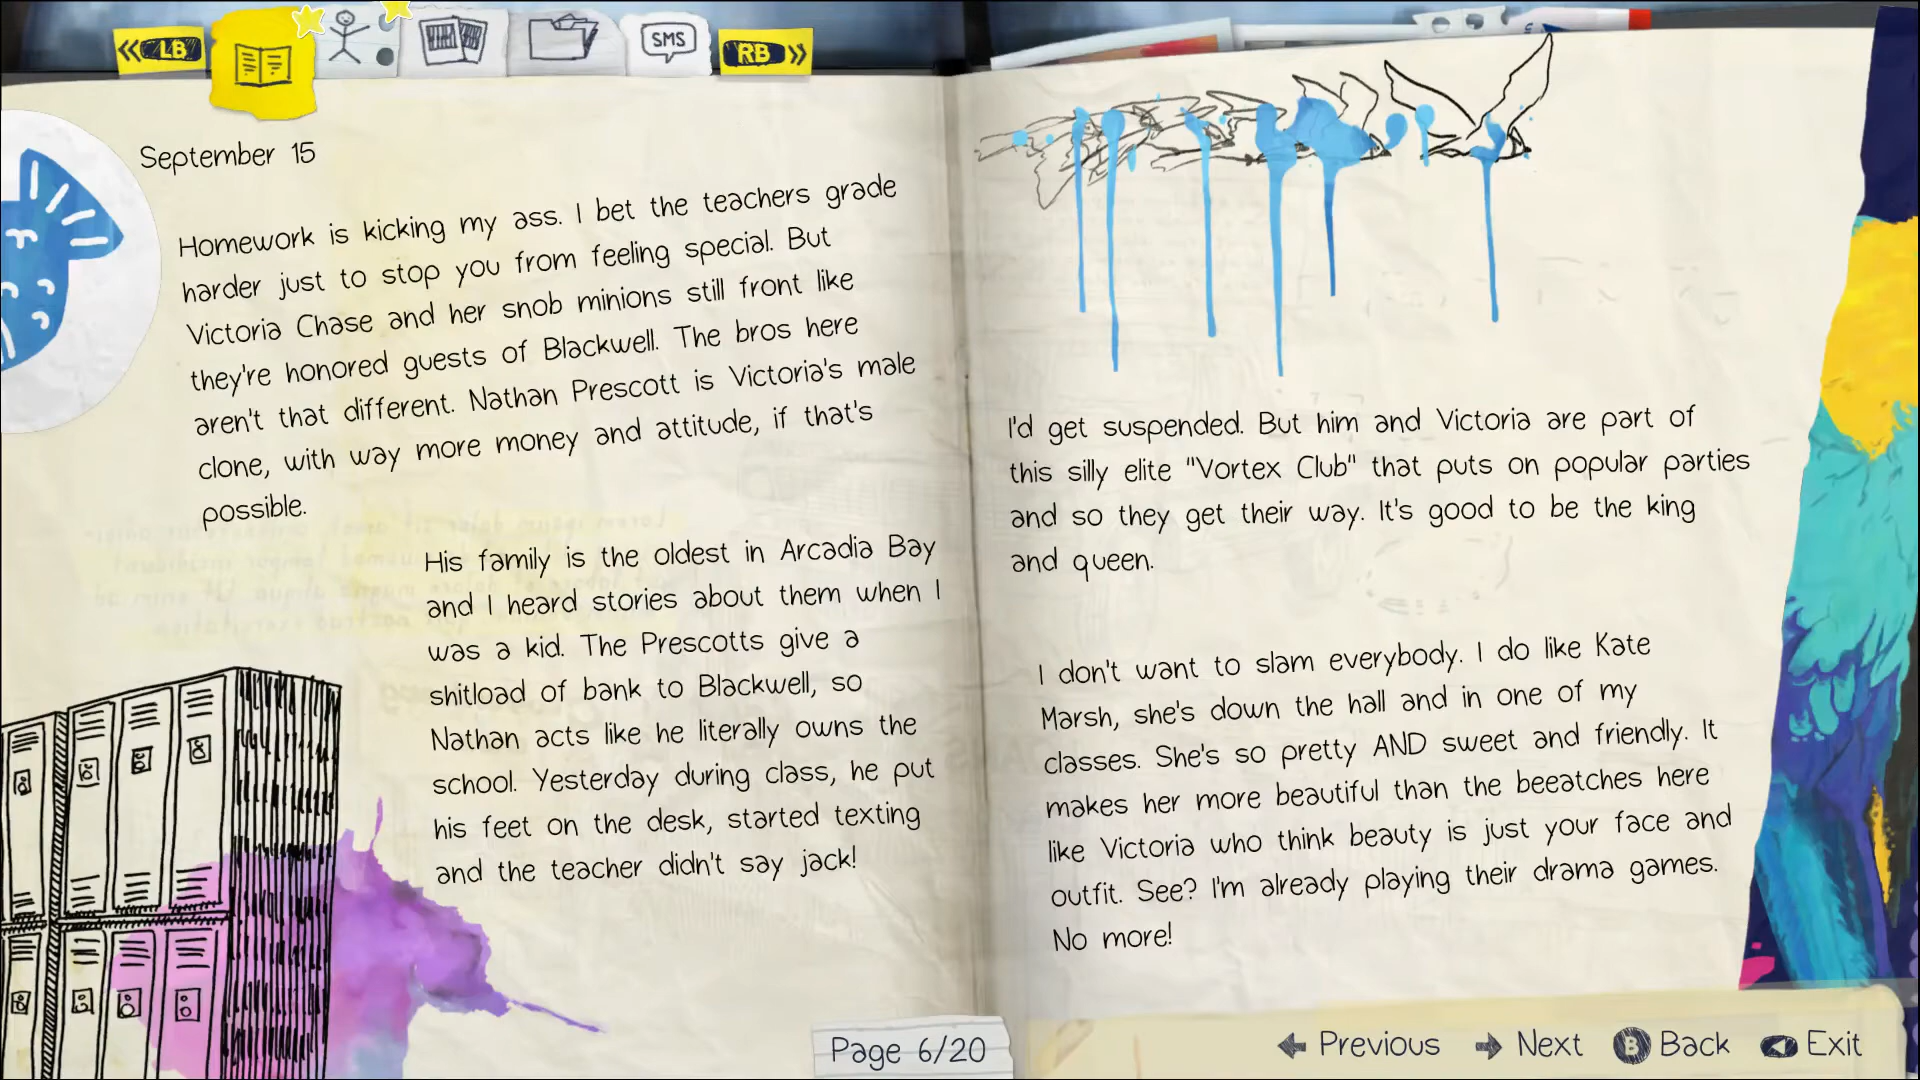 LB
SMS
RB
September 15
Homework is kicking my ass. I bet the teachers grade
harder just to stop you from feeling special. But
Victoria Chase and her snob minions still front like
they're honored guests of Blackwell. The bros here
aren't that different. Nathan Prescott is Victoria's male
clone, with way more money and attitude, if that's
possible.
His family is the oldest in Arcadia Bay
and I heard stories about them when I
was a kid. The Prescotts give a
shitload of bank to Blackwell, so
Nathan acts like he literally owns the
school. Yesterday during class, he put
his feet on the desk, started texting
and the teacher didn't say jack!
I'd get suspended. But him and Victoria are part of
this silly elite "Vortex Club" that puts on popular parties
and so they get their way. It's good to be the king
and queen.
I don't want to slam everybody. I do like Kate
Marsh, she's down the hall and in one of my
classes. She's so pretty AND sweet and friendly. It
makes her more beautiful than the beeatches here
like Victoria who think beauty is just your face and
outfit. See? I'm already playing their drama games.
No more!
Page 6/20
Previous
Next
B Back
Exit